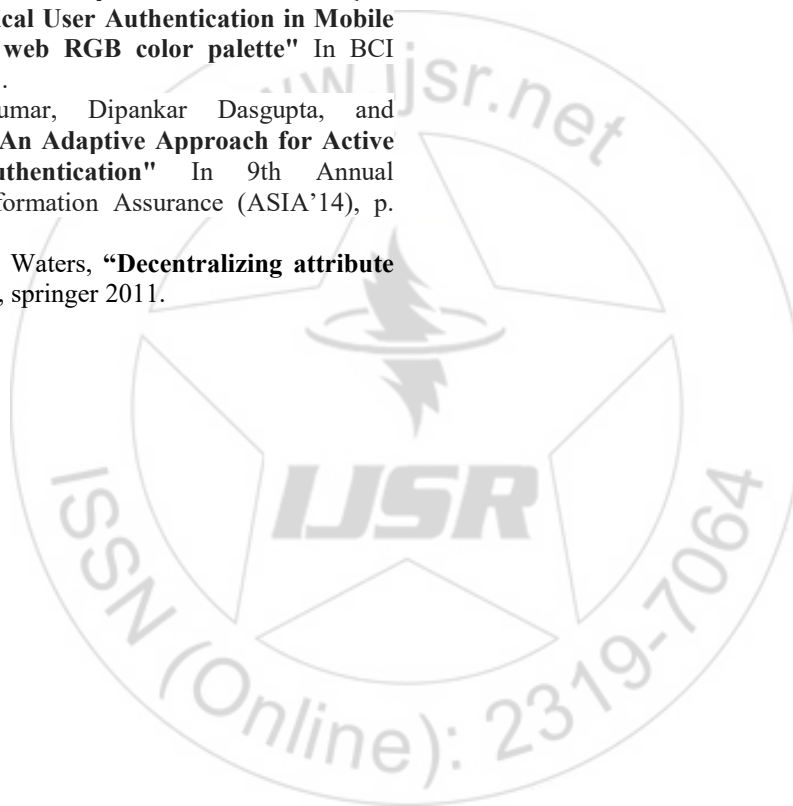 ical User Authentication in Mobile
web RGB color palette" In BCI
.
umar, Dipankar Dasgupta, and
An Adaptive Approach for Active
uthentication" In 9th Annual
formation Assurance (ASIA’14), p.
Waters, “Decentralizing attribute
, springer 2011.
ijsr.net
IJSR
ISSN (Online): 2319-7064